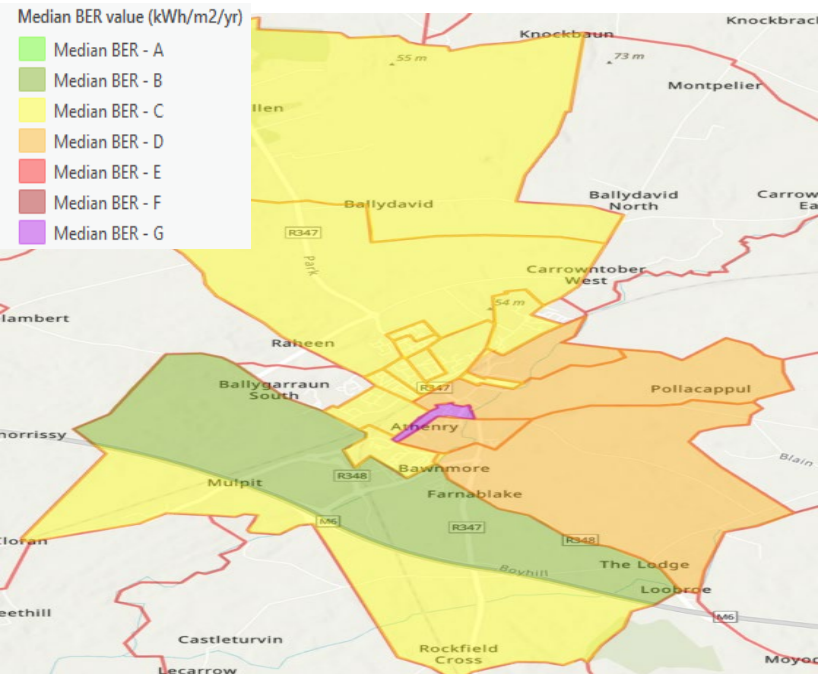 Median BER value (kWh/m2/yr)
Median BER - A
Median BER - B
Median BER - C
Median BER - D
Median BER - E
Median BER - F
Median BER - G
Knockbrack
Knockbaun
55 m
73 m
Montpelier
llen
Ballydavid
Ballydavid
North
Carrow
Ea
R347
Park
Carrowntober
West
54 m
lambert
Raheen
Ballygarraun
South
R347
Pollacappul
Athenry
norrissy
Blain
Bawnmore
Mulpit
R348
Farnablake
M6
R347
R348
Cloran
Boyhill
The Lodge
Loobroe
M6
eethill
Castleturvin
Rockfield
Cross
Moyo
Lecarrow